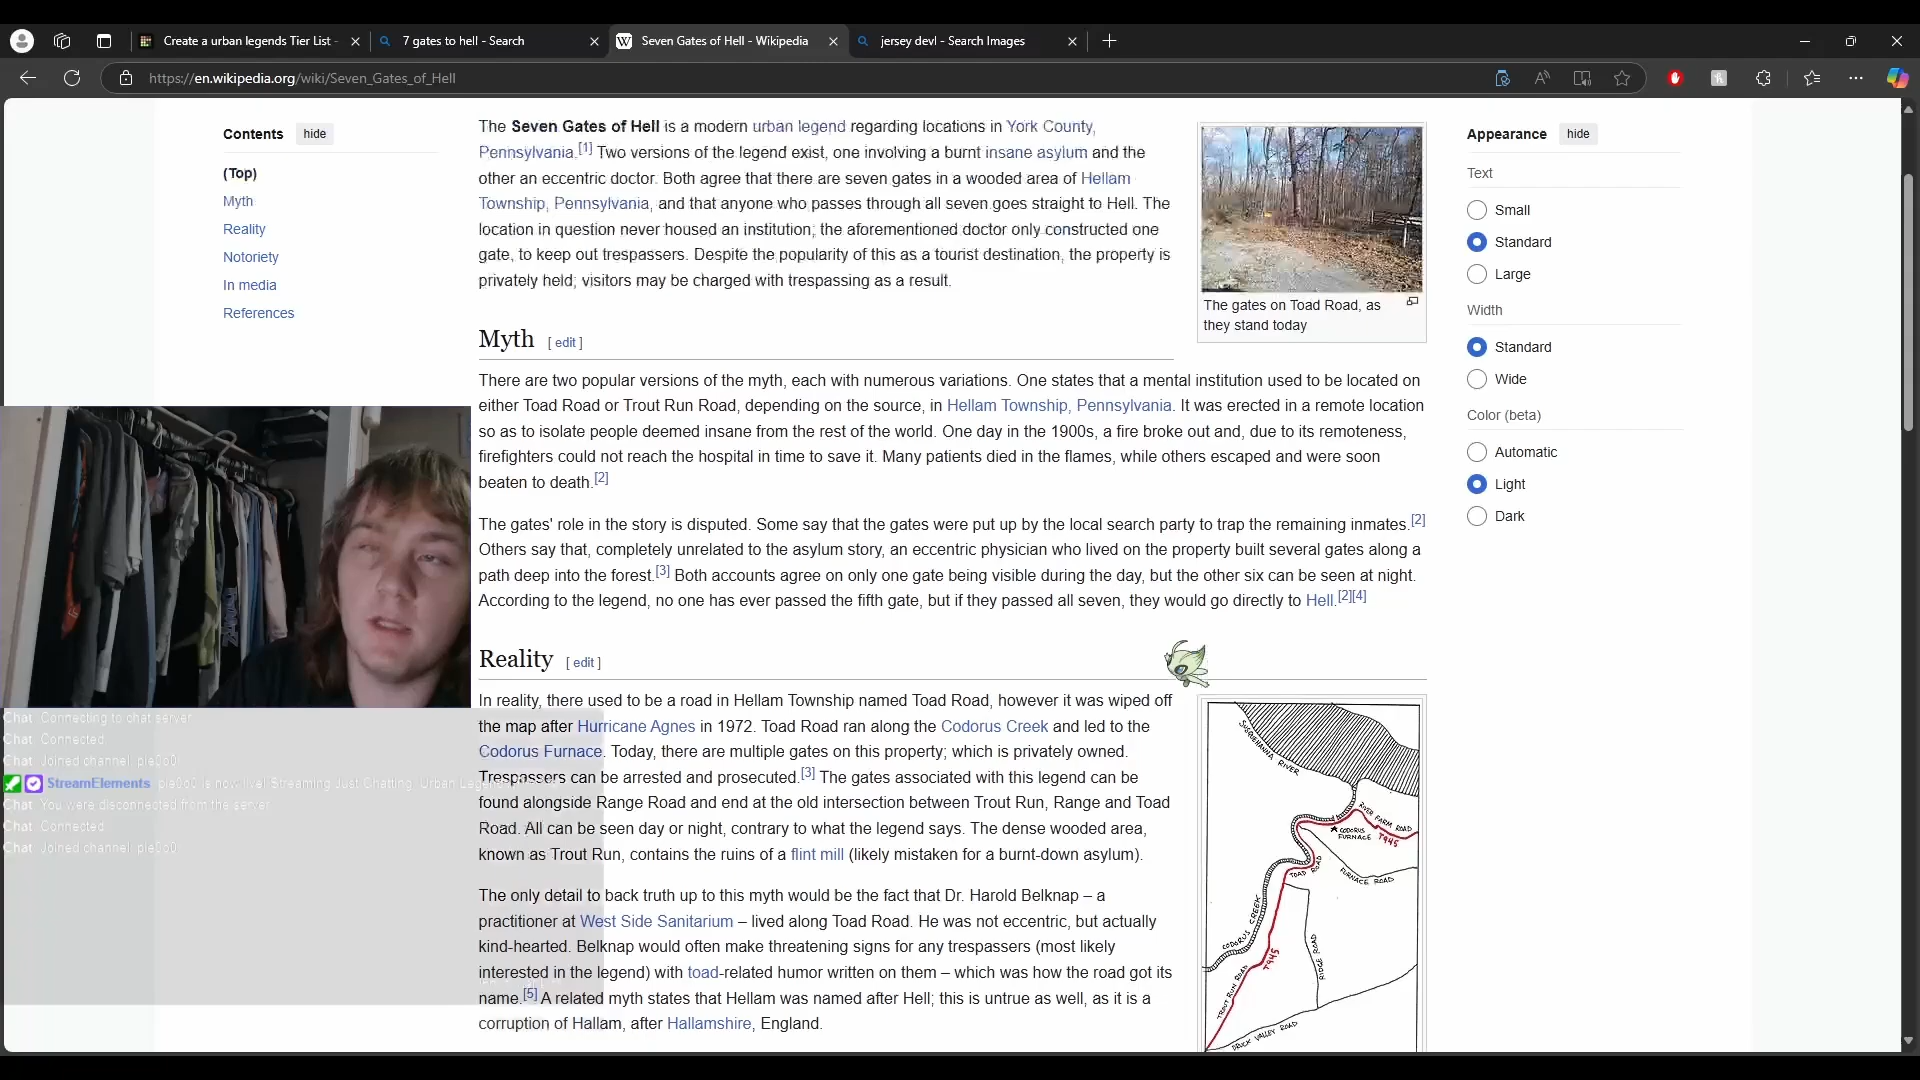 Create a urban legends Tier List -
7 gates to hell - Search
Seven Gates of Hell - Wikipedia
jersey devl - Search Images
https://en.wikipedia.org/wiki/Seven_Gates_of_Hell
Contents
hide
(Top)
Myth
Reality
Notoriety
In media
References
The Seven Gates of Hell is a modern urban legend regarding locations in York County,
Pennsylvania.[1] Two versions of the legend exist, one involving a burnt insane asylum and the
other an eccentric doctor. Both agree that there are seven gates in a wooded area of Hellam
Township, Pennsylvania, and that anyone who passes through all seven goes straight to Hell. The
location in question never housed an institution; the aforementioned doctor only constructed one
gate, to keep out trespassers. Despite the popularity of this as a tourist destination, the property is
privately held; visitors may be charged with trespassing as a result.
The gates on Toad Road, as
they stand today
Myth [ edit ]
There are two popular versions of the myth, each with numerous variations. One states that a mental institution used to be located on
either Toad Road or Trout Run Road, depending on the source, in Hellam Township, Pennsylvania. It was erected in a remote location
so as to isolate people deemed insane from the rest of the world. One day in the 1900s, a fire broke out and, due to its remoteness,
firefighters could not reach the hospital in time to save it. Many patients died in the flames, while others escaped and were soon
beaten to death.[2]
The gates' role in the story is disputed. Some say that the gates were put up by the local search party to trap the remaining inmates.[2]
Others say that, completely unrelated to the asylum story, an eccentric physician who lived on the property built several gates along a
path deep into the forest.[3] Both accounts agree on only one gate being visible during the day, but the other six can be seen at night.
According to the legend, no one has ever passed the fifth gate, but if they passed all seven, they would go directly to Hell.[2][4]
Reality [ edit ]
In reality, there used to be a road in Hellam Township named Toad Road, however it was wiped off
the map after Hurricane Agnes in 1972. Toad Road ran along the Codorus Creek and led to the
Codorus Furnace. Today, there are multiple gates on this property; which is privately owned.
Trespassers can be arrested and prosecuted.[3] The gates associated with this legend can be
found alongside Range Road and end at the old intersection between Trout Run, Range and Toad
Road. All can be seen day or night, contrary to what the legend says. The dense wooded area,
known as Trout Run, contains the ruins of a flint mill (likely mistaken for a burnt-down asylum).
The only detail to back truth up to this myth would be the fact that Dr. Harold Belknap – a
practitioner at West Side Sanitarium – lived along Toad Road. He was not eccentric, but actually
kind-hearted. Belknap would often make threatening signs for any trespassers (most likely
interested in the legend) with toad-related humor written on them – which was how the road got its
name.[5] A related myth states that Hellam was named after Hell; this is untrue as well, as it is a
corruption of Hallam, after Hallamshire, England.
SUSQUEHANNA RIVER
RIVER FARM ROAD
T945
CODORUS
FURNACE
TOAD ROAD
FURNACE ROAD
CODORUS CREEK
T945
RIDGE ROAD
TROUT RUN ROAD
DRUCK VALLEY ROAD
Appearance
hide
Text
Small
Standard
Large
Width
Standard
Wide
Color (beta)
Automatic
Light
Dark
Chat Connecting to chat server
Chat Connected
Chat Joined channel
StreamElements is now live! Streaming Just Chatting: Urban
Chat You were disconnected from the server
Chat Connected
Chat Joined channel